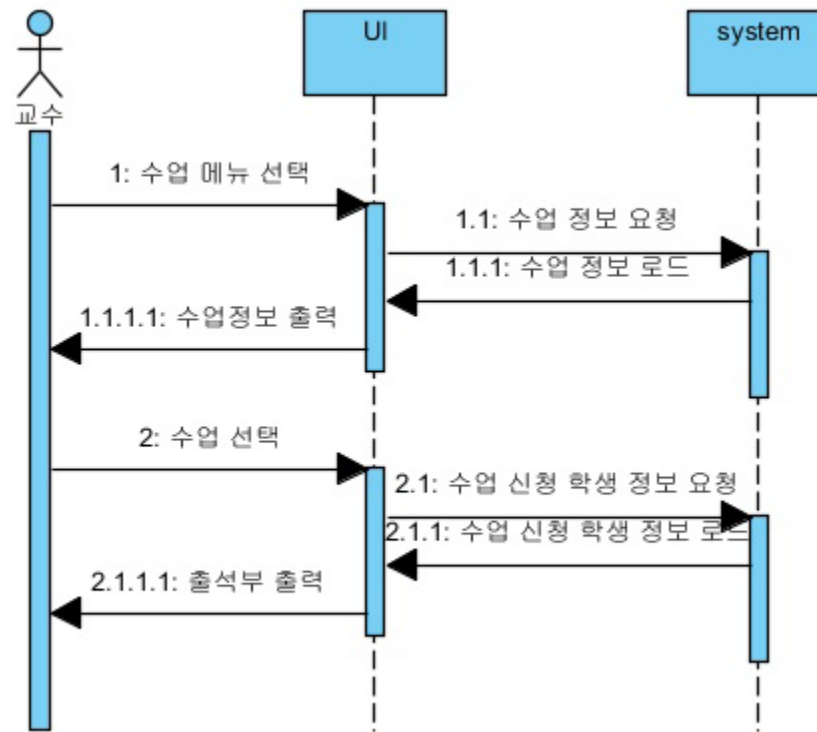 UI
system
교수
1: 수업 메뉴 선택
1.1: 수업 정보 요청
1.1.1: 수업 정보 로드
1.1.1.1: 수업정보 출력
2: 수업 선택
2.1: 수업 신청 학생 정보 요청
2.1.1: 수업 신청 학생 정보 로드
2.1.1.1: 출석부 출력